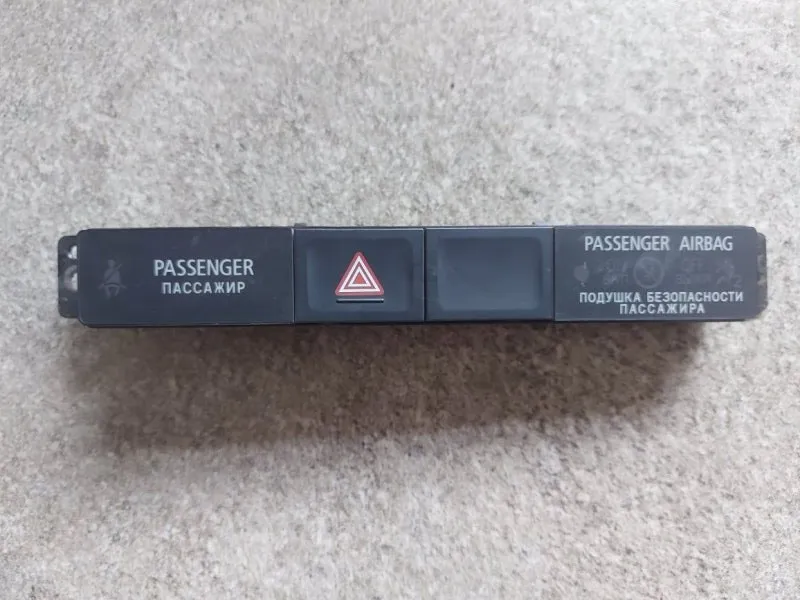 PASSENGER
ПАССАЖИР
PASSENGER AIRBAG
ПОДУШКА БЕЗОПАСНОСТИ
ПАССАЖИРА